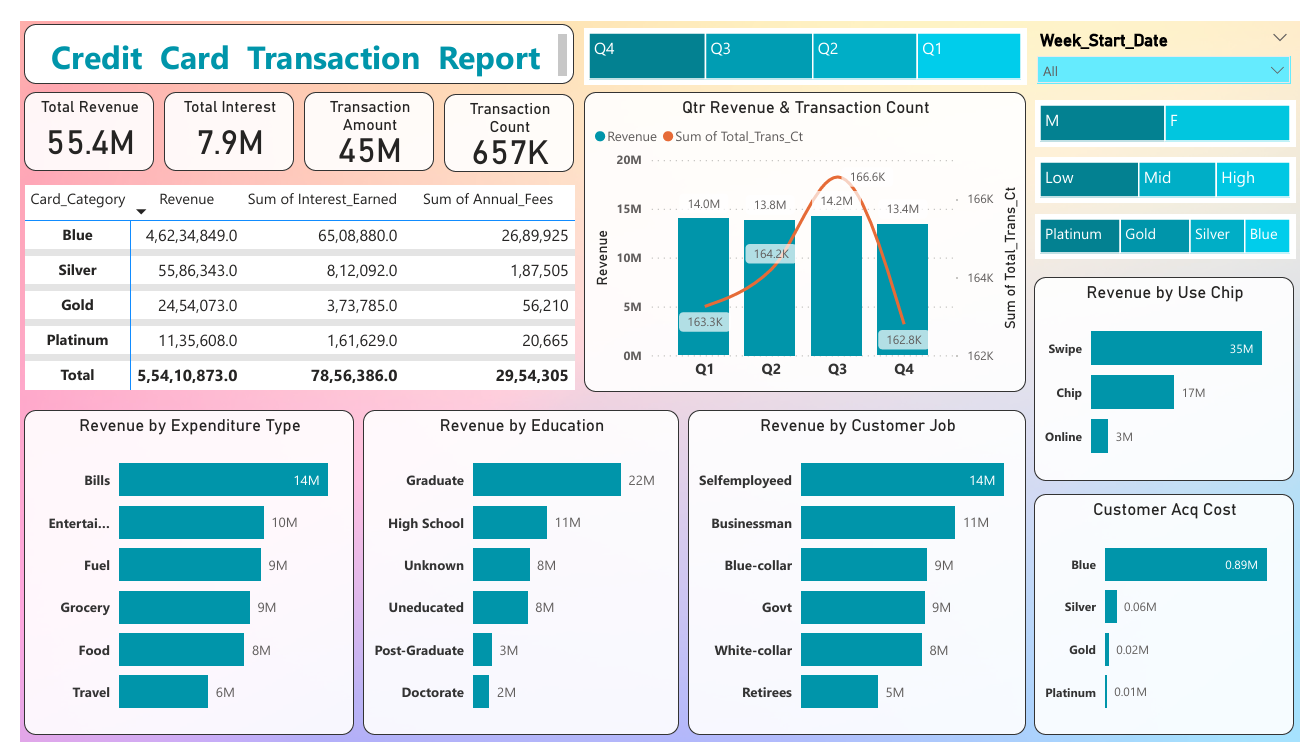 Credit Card Transaction Report
Q4 Q3 Q2 Q1
Week_Start_Date
All
Total Revenue
55.4M
Total Interest
7.9M
Transaction
Amount
45M
Transaction
Count
657K
M F
Low Mid High
Platinum Gold Silver Blue
Card_Category Revenue Sum of Interest_Earned Sum of Annual_Fees
Blue 4,62,34,849.0 65,08,880.0 26,89,925
Silver 55,86,343.0 8,12,092.0 1,87,505
Gold 24,54,073.0 3,73,785.0 56,210
Platinum 11,35,608.0 1,61,629.0 20,665
Total 5,54,10,873.0 78,56,386.0 29,54,305
Qtr Revenue & Transaction Count
Revenue Sum of Total_Trans_Ct
Revenue
20M
15M
10M
5M
0M
14.0M 13.8M 14.2M 13.4M
163.3K 164.2K 166.6K 162.8K
166K
164K
162K
Sum of Total_Trans_Ct
Q1 Q2 Q3 Q4
Revenue by Use Chip
Swipe 35M
Chip 17M
Online 3M
Revenue by Expenditure Type
Bills 14M
Entertai... 10M
Fuel 9M
Grocery 9M
Food 8M
Travel 6M
Revenue by Education
Graduate 22M
High School 11M
Unknown 8M
Uneducated 8M
Post-Graduate 3M
Doctorate 2M
Revenue by Customer Job
Selfemployeed 14M
Businessman 11M
Blue-collar 9M
Govt 9M
White-collar 8M
Retirees 5M
Customer Acq Cost
Blue 0.89M
Silver 0.06M
Gold 0.02M
Platinum 0.01M